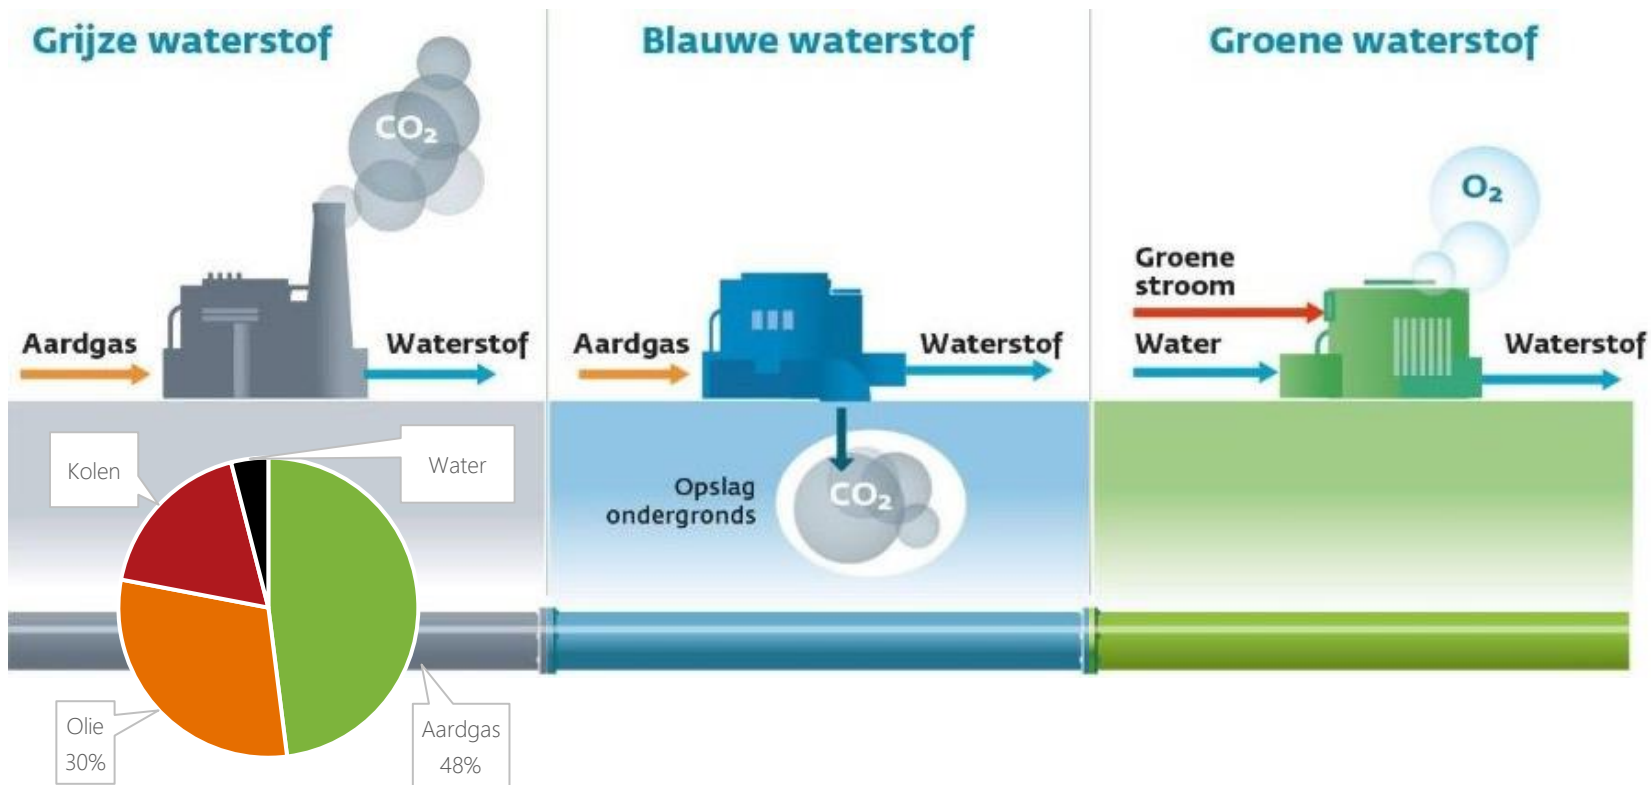 Grijze waterstof
CO₂
Aardgas
Waterstof
Kolen
Water
Olie
30%
Aardgas
48%
Blauwe waterstof
Aardgas
Waterstof
Opslag
ondergronds
CO₂
Groene waterstof
O₂
Groene
stroom
Water
Waterstof